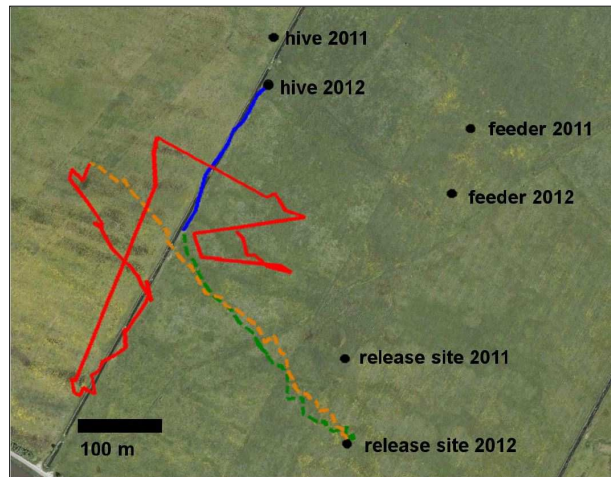 hive 2011
hive 2012
feeder 2011
feeder 2012
release site 2011
release site 2012
100 m